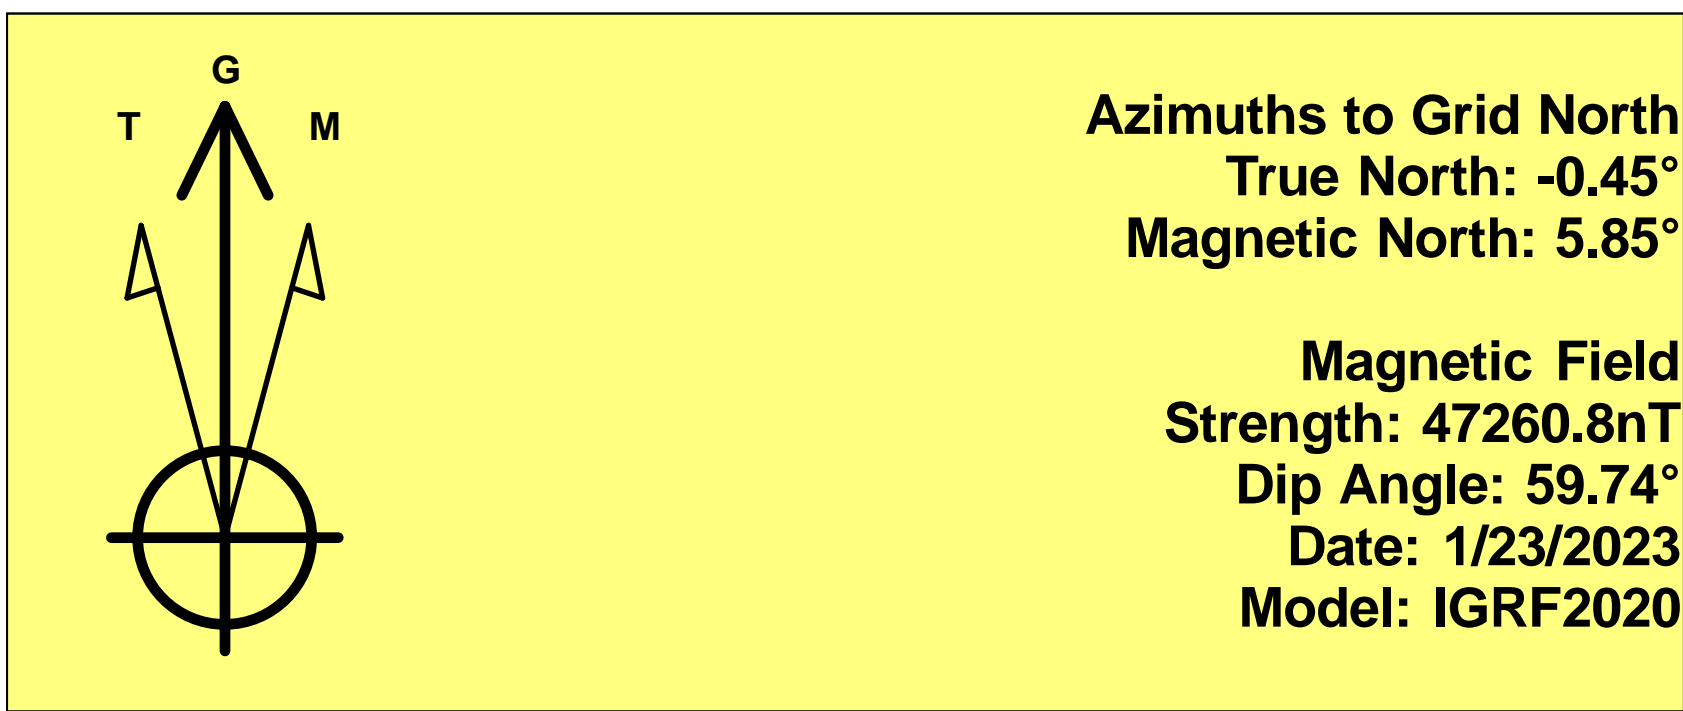 G
T
M
Azimuths to Grid North
True North: -0.45°
Magnetic North: 5.85°
Magnetic Field
Strength: 47260.8nT
Dip Angle: 59.74°
Date: 1/23/2023
Model: IGRF2020